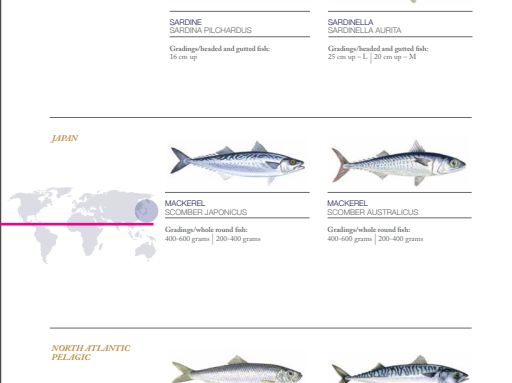 SARDINE
SARDINA PILCHARDUS
Gradings/headed and gutted fish:
16 cm up
SARDINELLA
SARDINELLA AURITA
Gradings/headed and gutted fish:
25 cm up – L | 20 cm up – M
JAPAN
MACKEREL
SCOMBER JAPONICUS
Gradings/whole round fish:
400-600 grams | 200-400 grams
MACKEREL
SCOMBER AUSTRALICUS
Gradings/whole round fish:
400-600 grams | 200-400 grams
NORTH ATLANTIC
PELAGIC